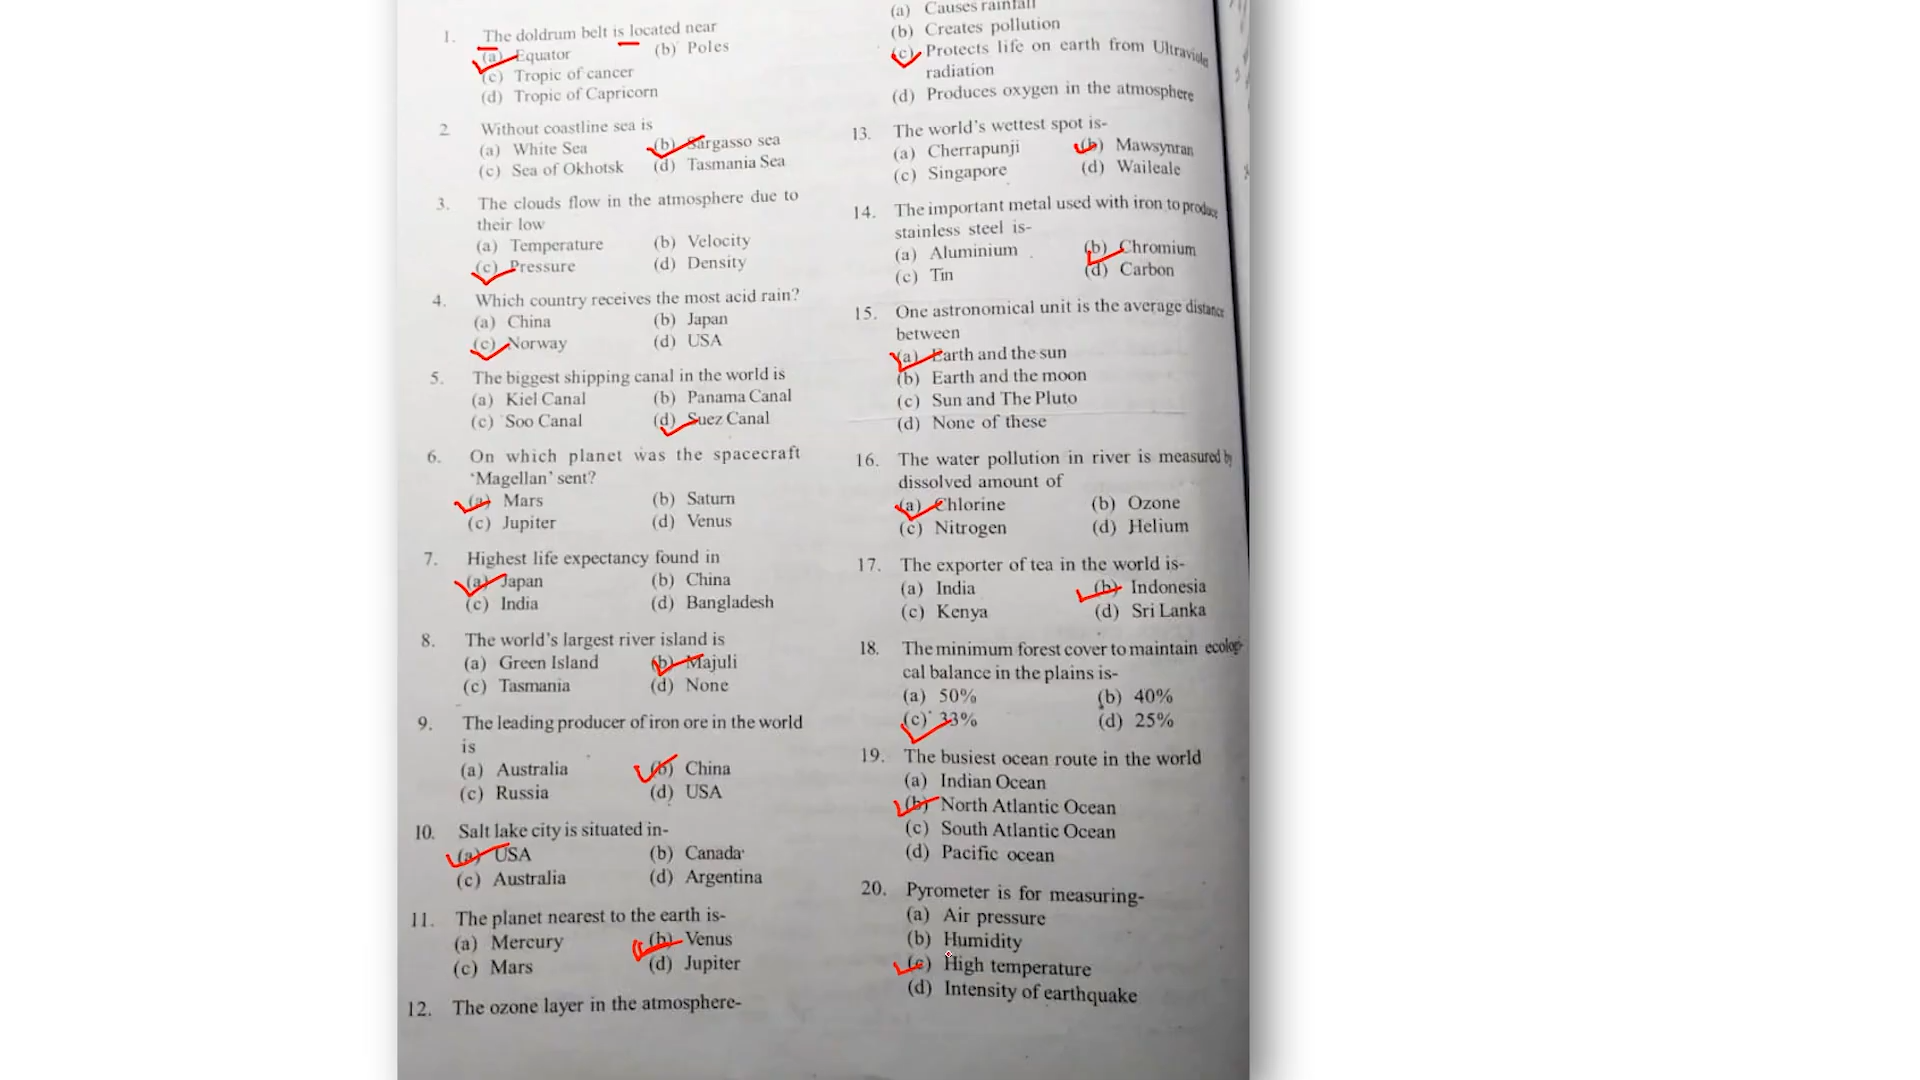 1. The doldrum belt is located near
(a) Equator (b) Poles
(c) Tropic of cancer
(d) Tropic of Capricorn
2. Without coastline sea is
(a) White Sea (b) Sargasso sea
(c) Sea of Okhotsk (d) Tasmania Sea
3. The clouds flow in the atmosphere due to
their low
(a) Temperature (b) Velocity
(c) Pressure (d) Density
4. Which country receives the most acid rain?
(a) China (b) Japan
(c) Norway (d) USA
5. The biggest shipping canal in the world is
(a) Kiel Canal (b) Panama Canal
(c) Soo Canal (d) Suez Canal
6. On which planet was the spacecraft
'Magellan' sent?
(a) Mars (b) Saturn
(c) Jupiter (d) Venus
7. Highest life expectancy found in
(a) Japan (b) China
(c) India (d) Bangladesh
8. The world's largest river island is
(a) Green Island (b) Majuli
(c) Tasmania (d) None
9. The leading producer of iron ore in the world
is
(a) Australia (b) China
(c) Russia (d) USA
10. Salt lake city is situated in-
(a) USA (b) Canada
(c) Australia (d) Argentina
11. The planet nearest to the earth is-
(a) Mercury (b) Venus
(c) Mars (d) Jupiter
12. The ozone layer in the atmosphere-
(a) Causes rainfall
(b) Creates pollution
(c) Protects life on earth from Ultraviolet
radiation
(d) Produces oxygen in the atmosphere
13. The world's wettest spot is-
(a) Cherrapunji (b) Mawsynran
(c) Singapore (d) Waileale
14. The important metal used with iron to produce
stainless steel is-
(a) Aluminium (b) Chromium
(c) Tin (d) Carbon
15. One astronomical unit is the average distance
between
(a) Earth and the sun
(b) Earth and the moon
(c) Sun and The Pluto
(d) None of these
16. The water pollution in river is measured by
dissolved amount of
(a) Chlorine (b) Ozone
(c) Nitrogen (d) Helium
17. The exporter of tea in the world is-
(a) India (b) Indonesia
(c) Kenya (d) Sri Lanka
18. The minimum forest cover to maintain ecologi-
cal balance in the plains is-
(a) 50% (b) 40%
(c) 33% (d) 25%
19. The busiest ocean route in the world
(a) Indian Ocean
(b) North Atlantic Ocean
(c) South Atlantic Ocean
(d) Pacific ocean
20. Pyrometer is for measuring-
(a) Air pressure
(b) Humidity
(c) High temperature
(d) Intensity of earthquake